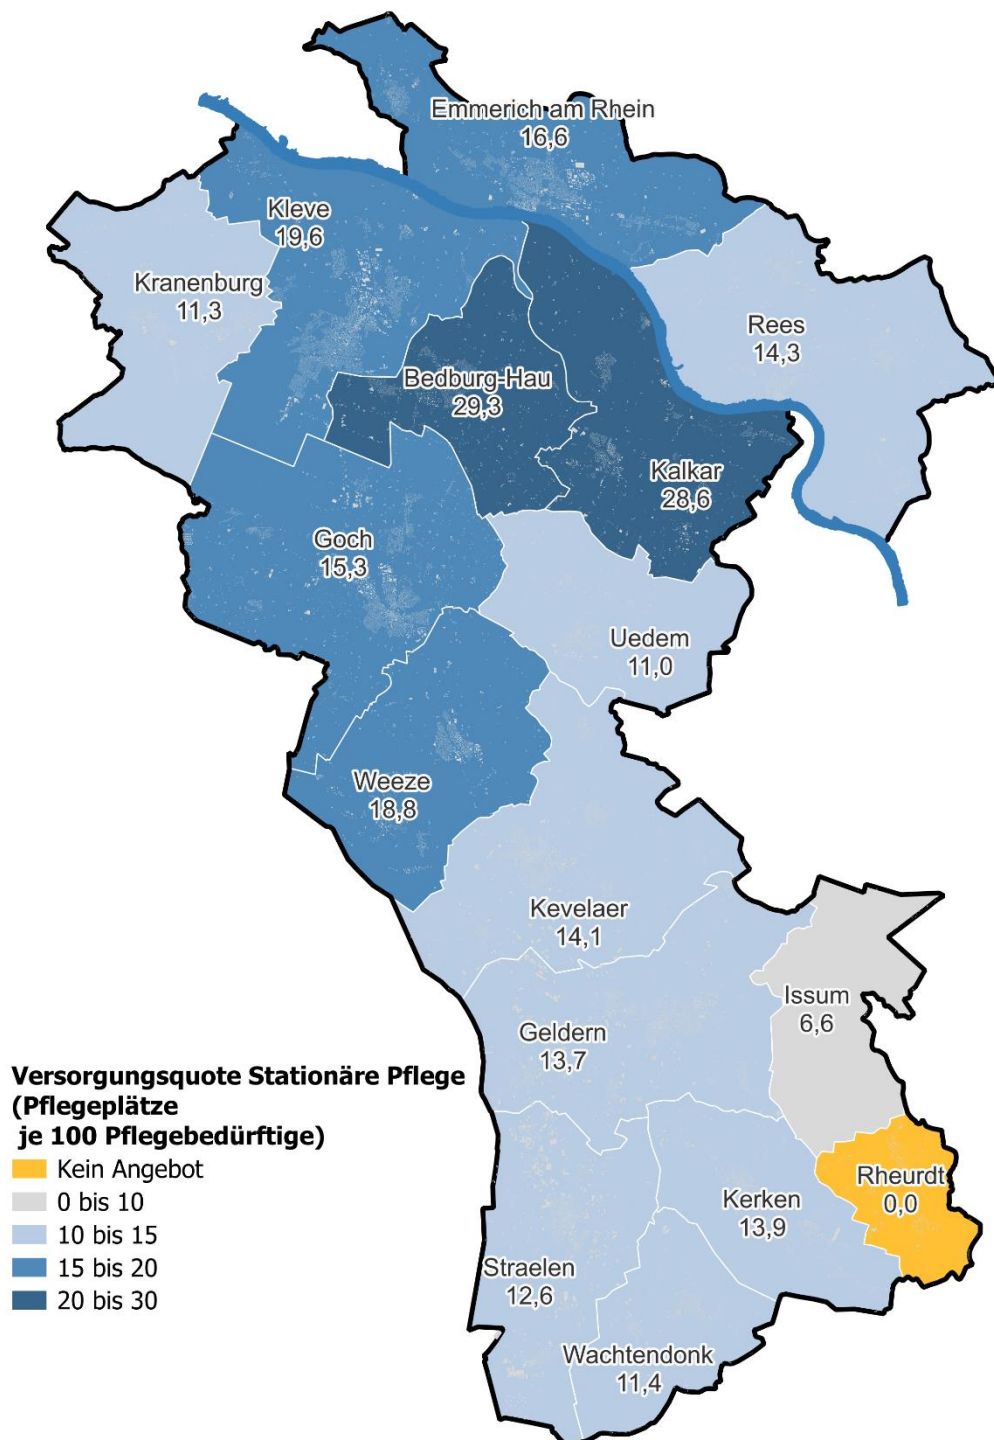 Emmerich am Rhein
16,6
Kleve
19,6
Kranenburg
11,3
Rees
14,3
Bedburg-Hau
29,3
Kalkar
28,6
Goch
15,3
Uedem
11,0
Weeze
18,8
Kevelaer
14,1
Issum
6,6
Geldern
13,7
Rheurdt
0,0
Kerken
13,9
Straelen
12,6
Wachtendonk
11,4
Versorgungsquote Stationäre Pflege
(Pflegeplätze
je 100 Pflegebedürftige)
Kein Angebot
0 bis 10
10 bis 15
15 bis 20
20 bis 30